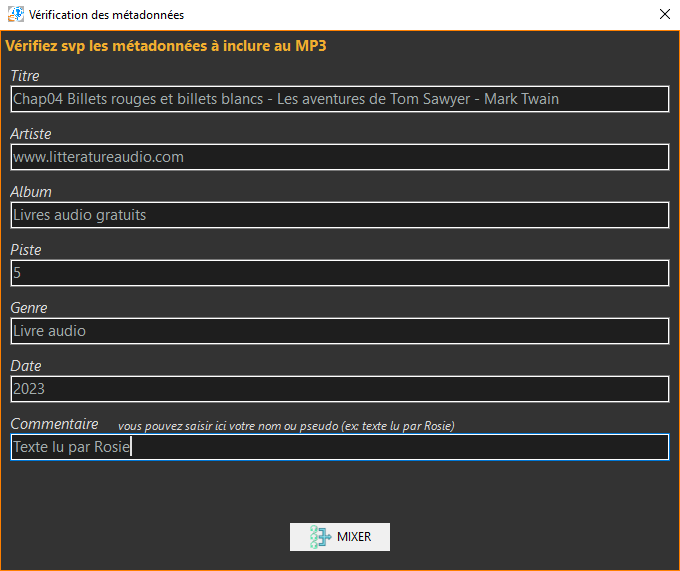 Vérification des métadonnées
Vérifiez svp les métadonnées à inclure au MP3
Titre
Chap04 Billets rouges et billets blancs - Les aventures de Tom Sawyer - Mark Twain
Artiste
www.litteratureaudio.com
Album
Livres audio gratuits
Piste
5
Genre
Livre audio
Date
2023
Commentaire vous pouvez saisir ici votre nom ou pseudo (ex: texte lu par Rosie)
Texte lu par Rosie
MIXER